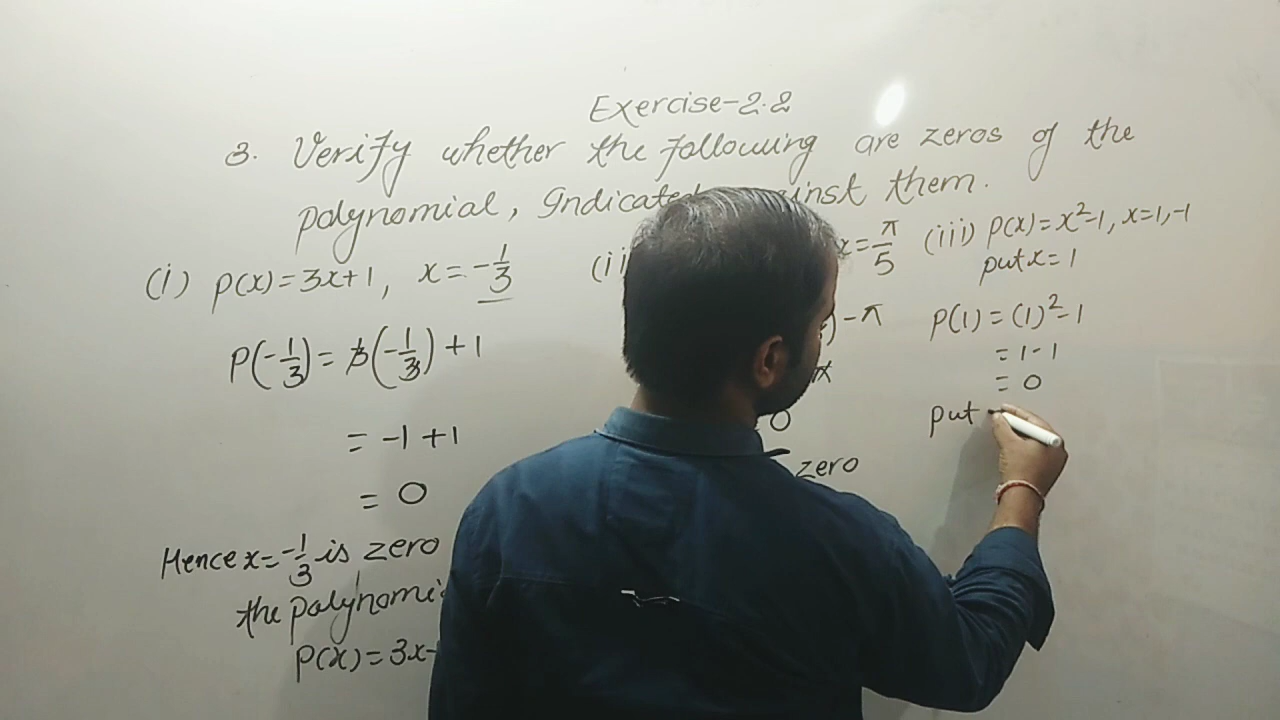 Exercise-2.2
3. Verify whether the following are zeros of the
polynomial, Indicated against them.
(i) p(x)=3x+1, x=-1/3
P(-1/3)=3(-1/3)+1
= -1+1
= 0
Hence x=-1/3 is zero
the polynomi
P(x)=3x-
(ii
x=π/5
)-π
π
0
zero
(iii) P(x)=x²-1, x=1,-1
put x=1
P(1)=(1)²-1
=1-1
=0
put